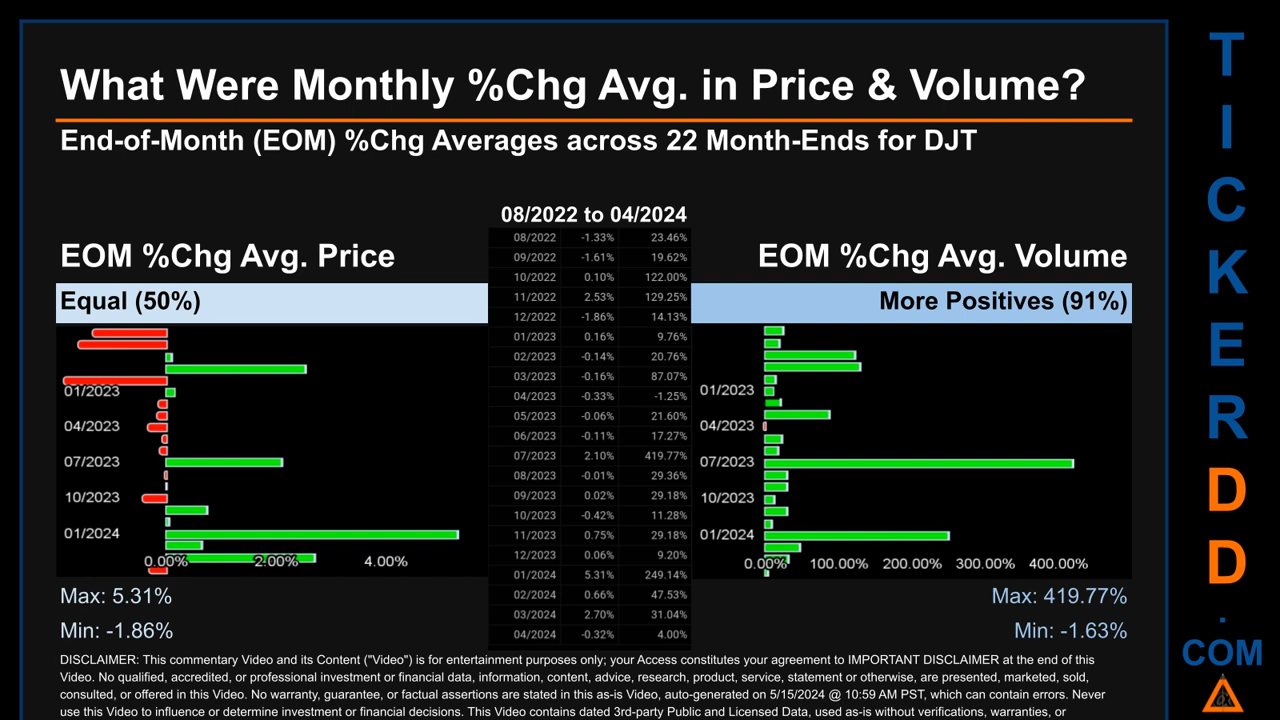 What Were Monthly %Chg Avg. in Price & Volume?
End-of-Month (EOM) %Chg Averages across 22 Month-Ends for DJT
08/2022 to 04/2024
08/2022 -1.33% 23.46%
09/2022 -1.61% 19.62%
10/2022 0.10% 122.00%
11/2022 2.53% 129.25%
12/2022 -1.86% 14.13%
01/2023 0.16% 9.76%
02/2023 -0.14% 20.76%
03/2023 -0.16% 87.07%
04/2023 -0.33% -1.25%
05/2023 -0.06% 21.60%
06/2023 -0.11% 17.27%
07/2023 2.10% 419.77%
08/2023 -0.01% 29.36%
09/2023 0.02% 29.18%
10/2023 -0.42% 11.28%
11/2023 0.75% 29.18%
12/2023 0.06% 9.20%
01/2024 5.31% 249.14%
02/2024 0.66% 47.53%
03/2024 2.70% 31.04%
04/2024 -0.32% 4.00%
EOM %Chg Avg. Price
Equal (50%)
01/2023
04/2023
07/2023
10/2023
01/2024
0.00% 2.00% 4.00%
Max: 5.31%
Min: -1.86%
EOM %Chg Avg. Volume
More Positives (91%)
01/2023
04/2023
07/2023
10/2023
01/2024
0.00% 100.00% 200.00% 300.00% 400.00%
Max: 419.77%
Min: -1.63%
DISCLAIMER: This commentary Video and its Content ("Video") is for entertainment purposes only; your Access constitutes your agreement to IMPORTANT DISCLAIMER at the end of this
Video. No qualified, accredited, or professional investment or financial data, information, content, advice, research, product, service, statement or otherwise, are presented, marketed, sold,
consulted, or offered in this Video. No warranty, guarantee, or factual assertions are stated in this as-is Video, auto-generated on 5/15/2024 @ 10:59 AM PST, which can contain errors. Never
use this Video to influence or determine investment or financial decisions. This Video contains dated 3rd-party Public and Licensed Data, used as-is without verifications, warranties, or
T
I
C
K
E
R
D
D
.
COM